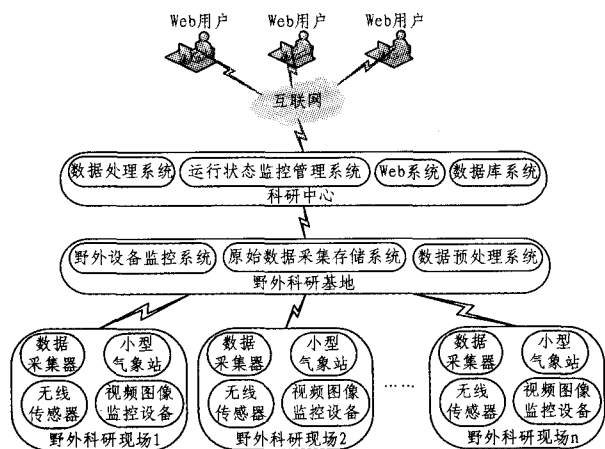 Web用户 Web用户 Web用户
互联网
数据处理系统 运行状态监控管理系统 Web系统 数据库系统
科研中心
野外设备监控系统 原始数据采集存储系统 数据预处理系统
野外科研基地
数据采集器 小型气象站
无线传感器 视频图像监控设备
野外科研现场1
数据采集器 小型气象站
无线传感器 视频图像监控设备
野外科研现场2
……
数据采集器 小型气象站
无线传感器 视频图像监控设备
野外科研现场n